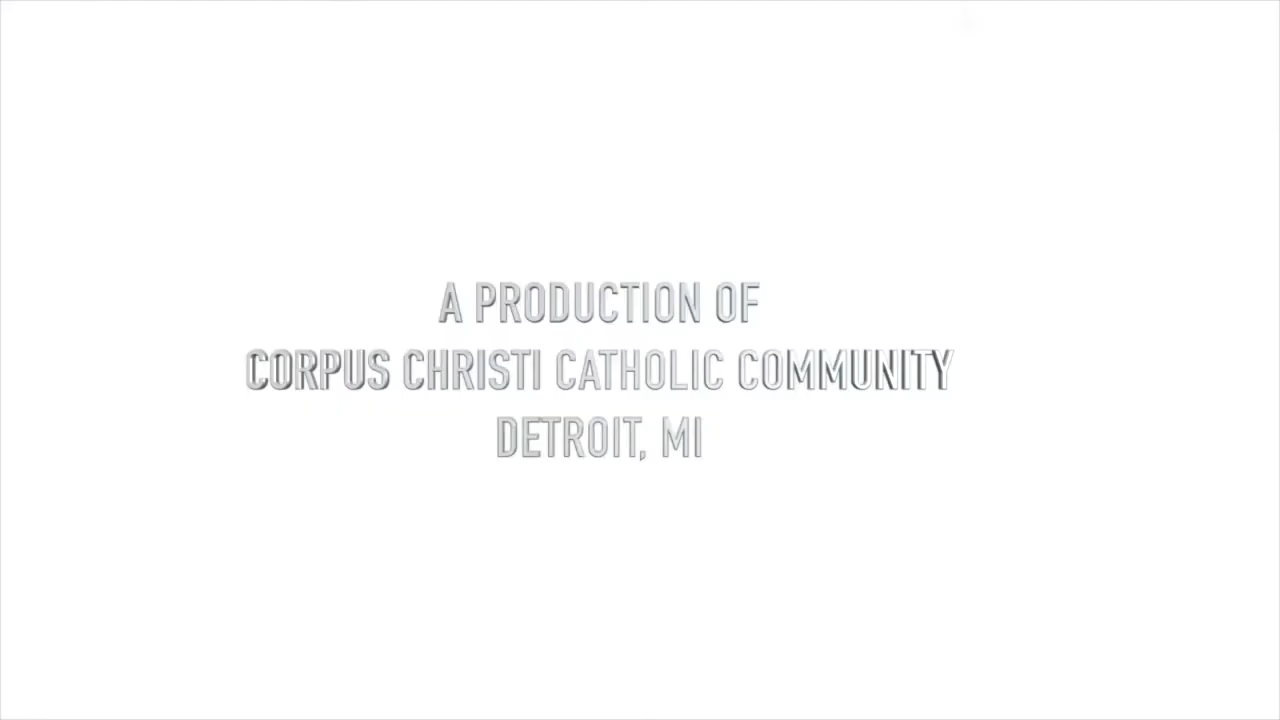 A PRODUCTION OF
CORPUS CHRISTI CATHOLIC COMMUNITY
DETROIT, MI